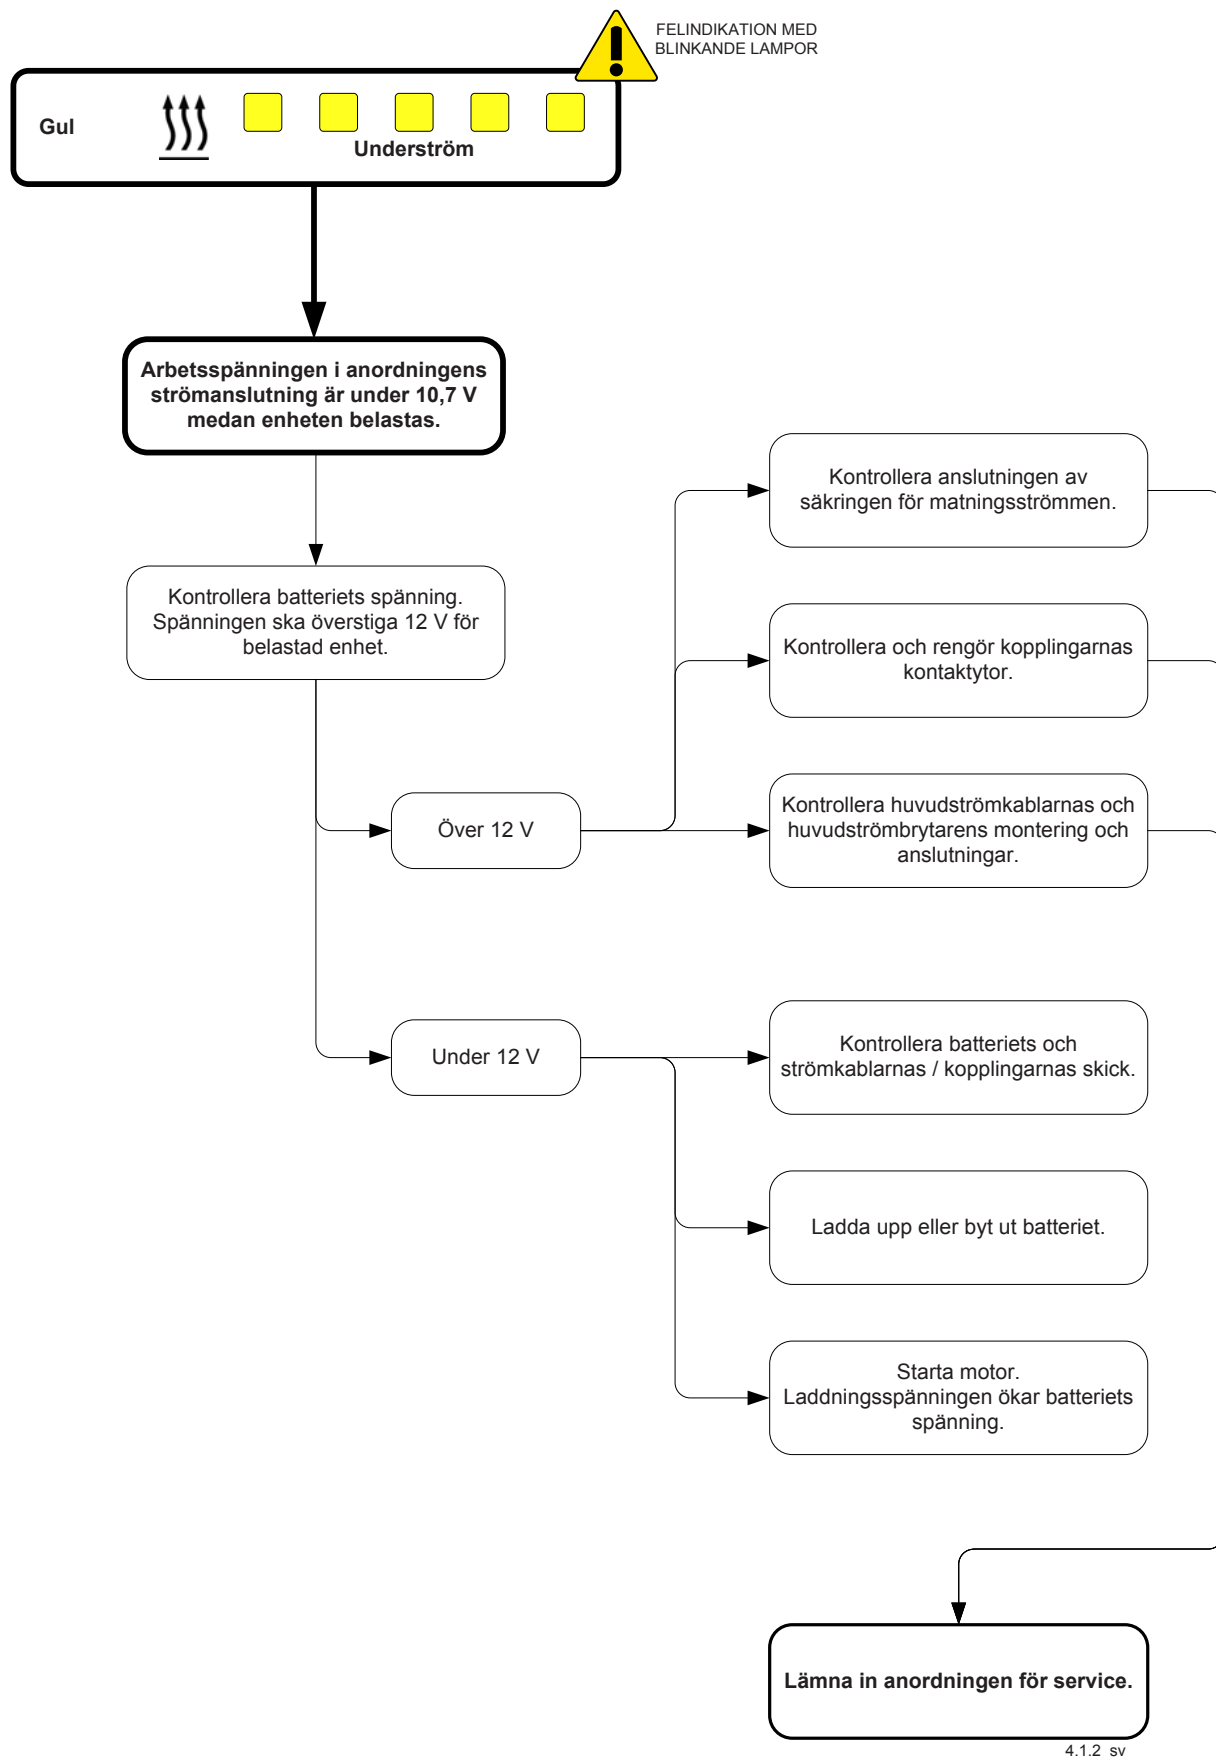 FELINDIKATION MED
BLINKANDE LAMPOR
Gul
Underström
Arbetsspänningen i anordningens
strömanslutning är under 10,7 V
medan enheten belastas.
Kontrollera anslutningen av
säkringen för matningsströmmen.
Kontrollera batteriets spänning.
Spänningen ska överstiga 12 V för
belastad enhet.
Kontrollera och rengör kopplingarnas
kontaktytor.
Över 12 V
Kontrollera huvudströmkablarnas och
huvudströmbrytarens montering och
anslutningar.
Under 12 V
Kontrollera batteriets och
strömkablarnas / kopplingarnas skick.
Ladda upp eller byt ut batteriet.
Starta motor.
Laddningsspänningen ökar batteriets
spänning.
Lämna in anordningen för service.
4.1.2_sv